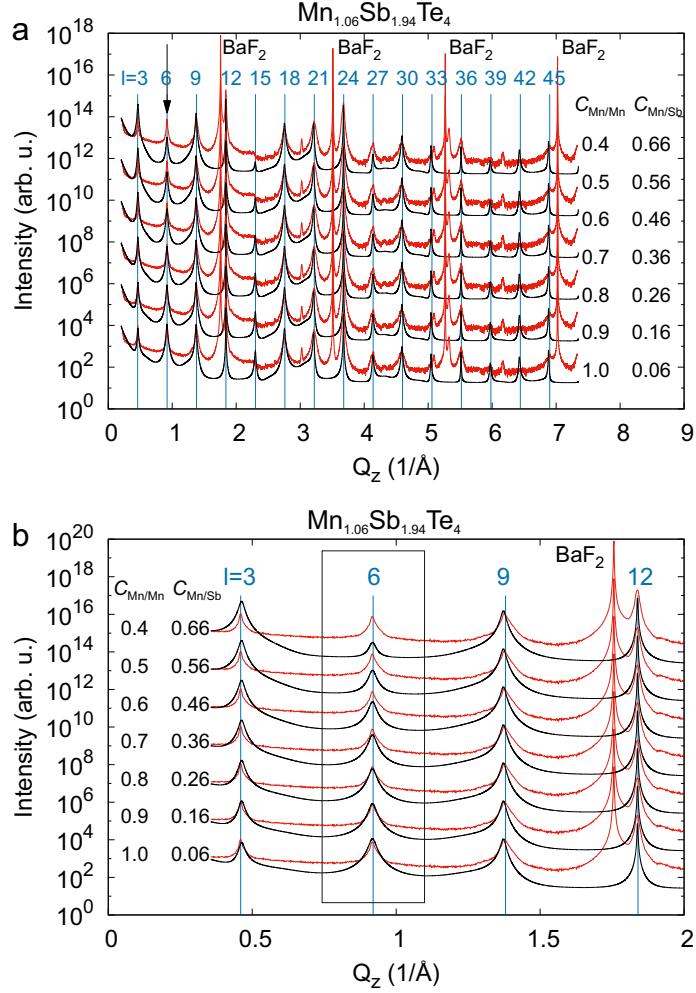 Mn1.06Sb1.94Te4
a
10^18
10^16
10^14
10^12
10^10
10^8
10^6
10^4
10^2
10^0
Intensity (arb. u.)
BaF2 BaF2 BaF2 BaF2
l=3 6 9 12 15 18 21 24 27 30 33 36 39 42 45
CMn/Mn CMn/Sb
0.4 0.66
0.5 0.56
0.6 0.46
0.7 0.36
0.8 0.26
0.9 0.16
1.0 0.06
0 1 2 3 4 5 6 7 8 9
Qz (1/Å)
Mn1.06Sb1.94Te4
b
10^20
10^18
10^16
10^14
10^12
10^10
10^8
10^6
10^4
10^2
10^0
Intensity (arb. u.)
BaF2
CMn/Mn CMn/Sb
l=3 6 9 12
0.4 0.66
0.5 0.56
0.6 0.46
0.7 0.36
0.8 0.26
0.9 0.16
1.0 0.06
0.5 1 1.5 2
Qz (1/Å)